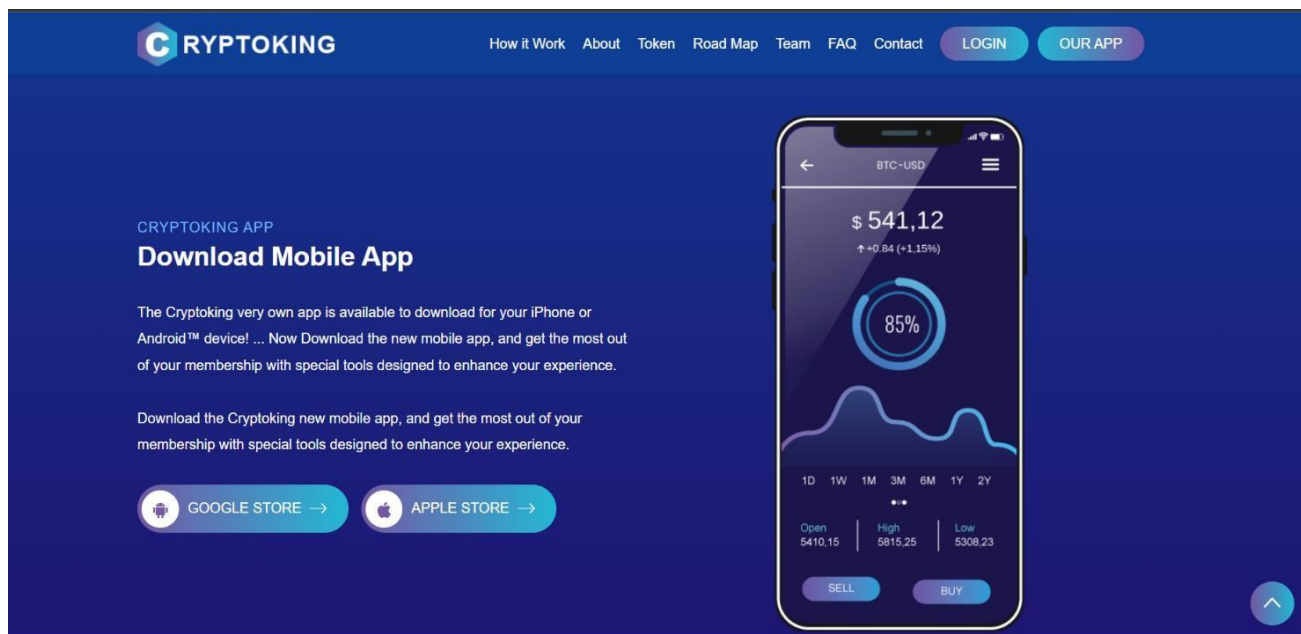 CRYPTOKING
How it Work About Token Road Map Team FAQ Contact LOGIN OUR APP
CRYPTOKING APP
Download Mobile App
The Cryptoking very own app is available to download for your iPhone or
Android™ device! ... Now Download the new mobile app, and get the most out
of your membership with special tools designed to enhance your experience.
Download the Cryptoking new mobile app, and get the most out of your
membership with special tools designed to enhance your experience.
GOOGLE STORE → APPLE STORE →
BTC-USD
$ 541,12
↑ +0.84 (+1,15%)
85%
1D 1W 1M 3M 6M 1Y 2Y
Open High Low
5410,15 5815,25 5308,23
SELL BUY